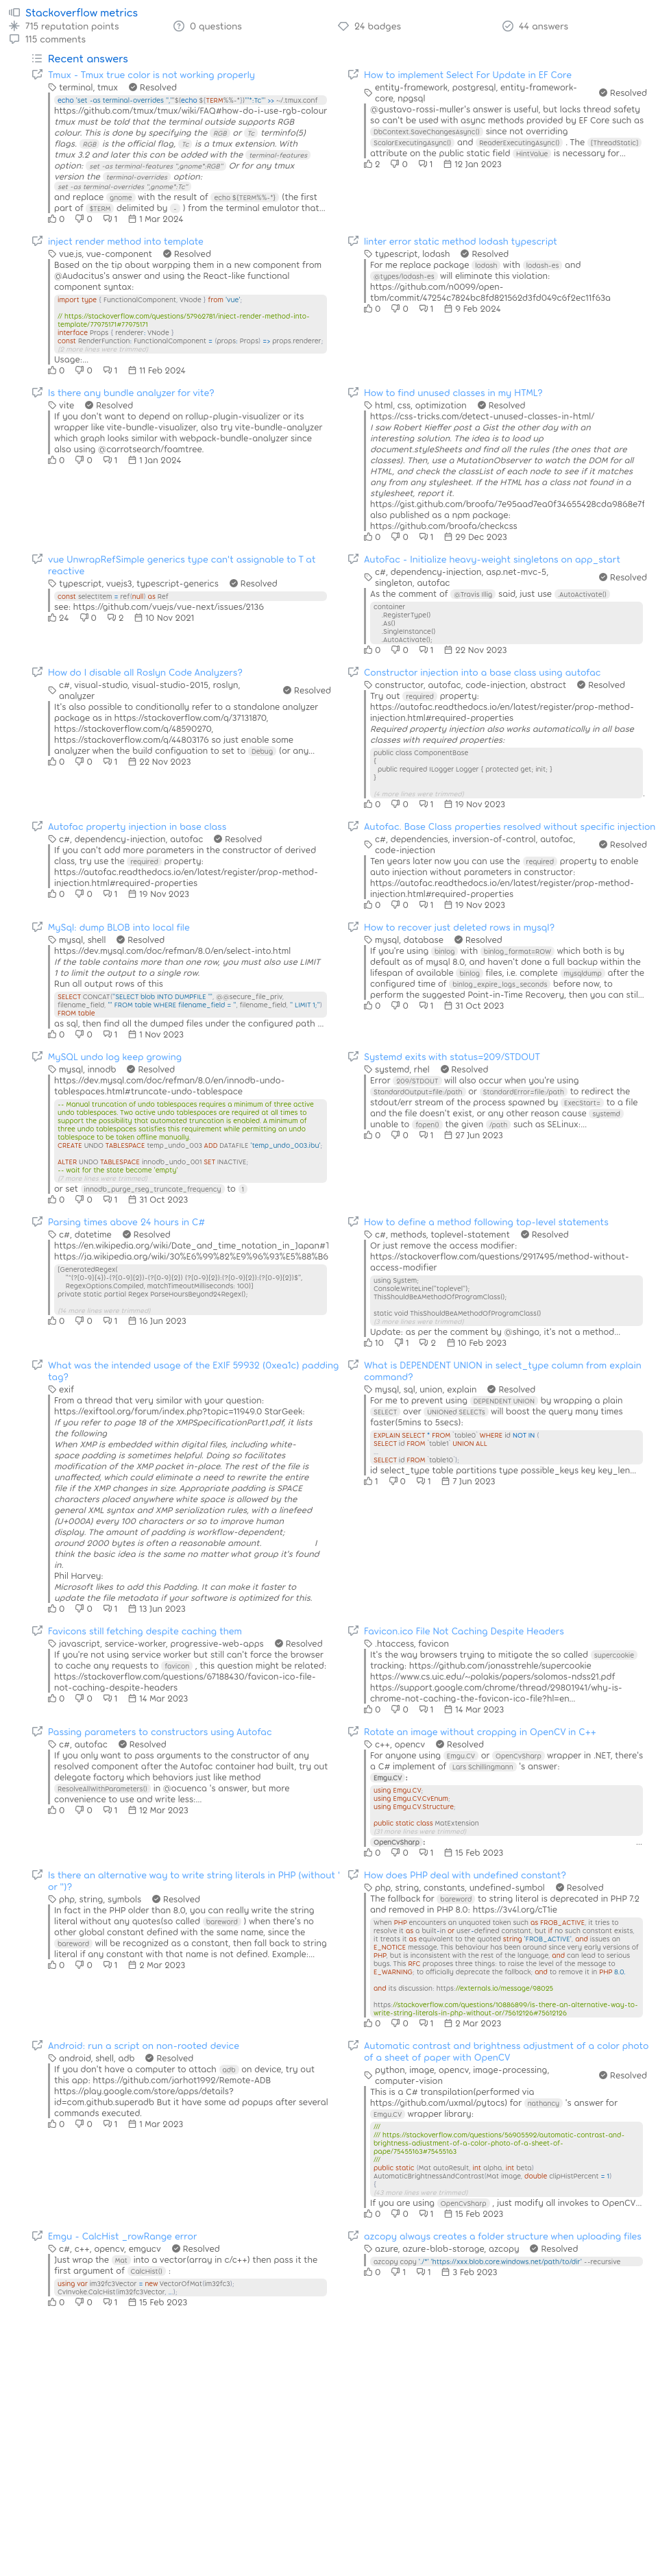 Stackoverflow metrics
715 reputation points
0 questions
24 badges
44 answers
115 comments
Recent answers
Tmux - Tmux true color is not working properly
terminal, tmux Resolved
https://github.com/tmux/tmux/wiki/FAQ#how-do-i-use-rgb-colour
tmux must be told that the terminal outside supports RGB
colour. This is done by specifying the RGB or Tc terminfo(5)
flags. RGB is the official flag, Tc is a tmux extension. With
tmux 3.2 and later this can be added with the terminal-features
option: set -as terminal-features ",gnome*:RGB" Or for any tmux
version the terminal-overrides option:
set -as terminal-overrides ",gnome*:Tc"
and replace gnome with the result of echo ${TERM%%-*} (the first
part of $TERM delimited by - ) from the terminal emulator that...
0 0 1 1 Mar 2024
How to implement Select For Update in EF Core
entity-framework, postgresql, entity-framework-
core, npgsql Resolved
@gustavo-rossi-muller's answer is useful, but lacks thread safety
so can't be used with async methods provided by EF Core such as
DbContext.SaveChangesAsync() since not overriding
ScalarExecutingAsync() and ReaderExecutingAsync() . The [ThreadStatic]
attribute on the public static field HintValue is necessary for...
2 0 1 12 Jan 2024
inject render method into template
vue.js, vue-component Resolved
Based on the tip about warpping them in a new component from
@Aadacitus's answer and using the React-like functional
component syntax:
import type { FunctionalComponent, VNode } from 'vue';
// https://stackoverflow.com/questions/57962781/inject-render-method-into-
template/77975171#77975171
interface Props { renderer: VNode }
const RenderFunction: FunctionalComponent = (props: Props) => props.renderer;
(2 more lines were trimmed)
Usage:...
0 0 1 11 Feb 2024
linter error static method lodash typescript
typescript, lodash Resolved
For me replace package lodash with lodash-es and
@types/lodash-es will eliminate this violation:
https://github.com/n0099/open-
tbm/commit/47254c7824bc8fd821562d3fd049c6f2ec11f63a
0 0 1 9 Feb 2024
Is there any bundle analyzer for vite?
vite Resolved
If you don't want to depend on rollup-plugin-visualizer or its
wrapper like vite-bundle-visualizer, also try vite-bundle-analyzer
which graph looks similar with webpack-bundle-analyzer since
also using @carrotsearch/foamtree.
0 0 1 1 Jan 2024
How to find unused classes in my HTML?
html, css, optimization Resolved
https://css-tricks.com/detect-unused-classes-in-html/
I saw Robert Kieffer post a Gist the other day with an
interesting solution. The idea is to load up
document.styleSheets and find all the rules (the ones that are
classes). Then, use a MutationObserver to watch the DOM for all
HTML, and check the classList of each node to see if it matches
any from any stylesheet. If the HTML has a class not found in a
stylesheet, report it.
also published as a npm package:
https://github.com/broofa/checkcss
0 0 1 29 Dec 2023
vue UnwrapRefSimple generics type can't assignable to T at
reactive
typescript, vuejs3, typescript-generics Resolved
const selectItem = ref(null) as Ref
see: https://github.com/vuejs/vue-next/issues/2136
24 0 2 10 Nov 2021
AutoFac - Initialize heavy-weight singletons on app_start
c#, dependency-injection, asp.net-mvc-5,
singleton, autofac Resolved
As the comment of @Travis Illig said, just use .AutoActivate()
container
.RegisterType()
.As()
.SingleInstance()
.AutoActivate();
0 0 1 22 Nov 2023
How do I disable all Roslyn Code Analyzers?
c#, visual-studio, visual-studio-2015, roslyn,
analyzer Resolved
It's also possible to conditionally refer to a standalone analyzer
package as in https://stackoverflow.com/q/37131870,
https://stackoverflow.com/q/48590270,
https://stackoverflow.com/q/44803176 so just enable some
analyzer when the build configuation to set to Debug (or any...
0 0 1 22 Nov 2023
Constructor injection into a base class using autofac
constructor, autofac, code-injection, abstract Resolved
Try out required property:
https://autofac.readthedocs.io/en/latest/register/prop-method-
injection.html#required-properties
Required property injection also works automatically in all base
classes with required properties:
public class ComponentBase
{
public required ILogger Logger { protected get; init; }
}
(4 more lines were trimmed)
0 0 1 19 Nov 2023
Autofac property injection in base class
c#, dependency-injection, autofac Resolved
If you can't add more parameters in the constructor of derived
class, try use the required property:
https://autofac.readthedocs.io/en/latest/register/prop-method-
injection.html#required-properties
0 0 1 19 Nov 2023
Autofac. Base Class properties resolved without specific injection
c#, dependencies, inversion-of-control, autofac,
code-injection Resolved
Ten years later now you can use the required property to enable
auto injection without parameters in constructor:
https://autofac.readthedocs.io/en/latest/register/prop-method-
injection.html#required-properties
0 0 1 19 Nov 2023
MySql: dump BLOB into local file
mysql, shell Resolved
https://dev.mysql.com/doc/refman/8.0/en/select-into.html
If the table contains more than one row, you must also use LIMIT
1 to limit the output to a single row.
Run all output rows of this
as sql, then find all the dumped files under the configured path ...
0 0 1 1 Nov 2023
How to recover just deleted rows in mysql?
mysql, database Resolved
If you're using binlog with binlog_format=ROW which both is by
default as of mysql 8.0, and haven't done a full backup within the
lifespan of available binlog files, i.e. complete mysqldump after the
configured time of binlog_expire_logs_seconds before now, to
perform the suggested Point-in-Time Recovery, then you can stil...
0 0 1 31 Oct 2023
MySQL undo log keep growing
mysql, innodb Resolved
https://dev.mysql.com/doc/refman/8.0/en/innodb-undo-
tablespaces.html#truncate-undo-tablespace
-- Manual truncation of undo tablespaces requires a minimum of three active
undo tablespaces. Two active undo tablespaces are required at all times to
support the possibility that automated truncation is enabled. A minimum of
three undo tablespaces satisfies this requirement while permitting an undo
tablespace to be taken offline manually.
CREATE UNDO TABLESPACE temp_undo_003 ADD DATAFILE 'temp_undo_003.ibu';
ALTER UNDO TABLESPACE innodb_undo_001 SET INACTIVE;
-- wait for the state become 'empty'
(7 more lines were trimmed)
or set innodb_purge_rseg_truncate_frequency to 1
0 0 1 31 Oct 2023
Systemd exits with status=209/STDOUT
systemd, rhel Resolved
Error 209/STDOUT will also occur when you're using
StandardOutput=file:/path or StandardError=file:/path to redirect the
stdout/err stream of the process spawned by ExecStart= to a file
and the file doesn't exist, or any other reason cause systemd
unable to fopen() the given /path such as SELinux:...
0 0 1 27 Jun 2023
Parsing times above 24 hours in C#
c#, datetime Resolved
https://en.wikipedia.org/wiki/Date_and_time_notation_in_Japan#1
https://ja.wikipedia.org/wiki/30%E6%99%82%E9%96%93%E5%88%B6
[GeneratedRegex(
RegexOptions.Compiled, matchTimeoutMilliseconds: 100)]
private static partial Regex ParseHoursBeyond24Regex();
(14 more lines were trimmed)
0 0 1 16 Jun 2023
How to define a method following top-level statements
c#, methods, toplevel-statement Resolved
Or just remove the access modifier:
https://stackoverflow.com/questions/2917495/method-without-
access-modifier
using System;
Console.WriteLine("toplevel");
ThisShouldBeAMethodOfProgramClass();
static void ThisShouldBeAMethodOfProgramClass()
(3 more lines were trimmed)
Update: as per the comment by @shingo, it's not a method...
10 1 2 10 Feb 2023
What was the intended usage of the EXIF 59932 (0xea1c) padding
tag?
exif
From a thread that very similar with your question:
https://exiftool.org/forum/index.php?topic=11949.0 StarGeek:
If you refer to page 18 of the XMPSpecificationPart1.pdf, it lists
the following
When XMP is embedded within digital files, including white-
space padding is sometimes helpful. Doing so facilitates
modification of the XMP packet in-place. The rest of the file is
unaffected, which could eliminate a need to rewrite the entire
file if the XMP changes in size. Appropriate padding is SPACE
characters placed anywhere white space is allowed by the
general XML syntax and XMP serialization rules, with a linefeed
(U+000A) every 100 characters or so to improve human
display. The amount of padding is workflow-dependent;
around 2000 bytes is often a reasonable amount. I
think the basic idea is the same no matter what group it's found
in.
Phil Harvey:
Microsoft likes to add this Padding. It can make it faster to
update the file metadata if your software is optimized for this.
0 0 1 13 Jun 2023
What is DEPENDENT UNION in select_type column from explain
command?
mysql, sql, union, explain Resolved
For me to prevent using DEPENDENT UNION by wrapping a plain
SELECT over UNIONed SELECTs will boost the query many times
faster(5mins to 5secs):
EXPLAIN SELECT * FROM `table0` WHERE id NOT IN (
SELECT id FROM `table1` UNION ALL
...
SELECT id FROM `table10`);
id select_type table partitions type possible_keys key key_len...
1 0 1 7 Jun 2023
Favicons still fetching despite caching them
javascript, service-worker, progressive-web-apps Resolved
If you're not using service worker but still can't force the browser
to cache any requests to favicon , this question might be related:
https://stackoverflow.com/questions/67188430/favicon-ico-file-
not-caching-despite-headers
0 0 1 14 Mar 2023
Favicon.ico File Not Caching Despite Headers
.htaccess, favicon
It's the way browsers trying to mitigate the so called supercookie
tracking: https://github.com/jonasstrehle/supercookie
https://www.cs.uic.edu/~polakis/papers/solomos-ndss21.pdf
https://support.google.com/chrome/thread/29801941/why-is-
chrome-not-caching-the-favicon-ico-file?hl=en...
0 0 1 14 Mar 2023
Passing parameters to constructors using Autofac
c#, autofac Resolved
If you only want to pass arguments to the constructor of any
resolved component after the Autofac container had built, try out
delegate factory which behaviors just like method
ResolveAllWithParameters() in @ocuenca 's answer, but more
convenience to use and write less:...
0 0 1 12 Mar 2023
Rotate an image without cropping in OpenCV in C++
c++, opencv Resolved
For anyone using Emgu.CV or OpenCvSharp wrapper in .NET, there's
a C# implement of Lars Schillingmann 's answer:
Emgu.CV :
using Emgu.CV;
using Emgu.CV.CvEnum;
using Emgu.CV.Structure;
public static class MatExtension
(31 more lines were trimmed)
OpenCvSharp : ...
0 0 1 15 Feb 2023
Is there an alternative way to write string literals in PHP (without '
or ")?
php, string, symbols Resolved
In fact in the PHP older than 8.0, you can really write the string
literal without any quotes(so called bareword ) when there's no
other global constant defined with the same name, since the
bareword will be recognized as a constant, then fall back to string
literal if any constant with that name is not defined. Example:...
0 0 1 2 Mar 2023
How does PHP deal with undefined constant?
php, string, constants, undefined-symbol Resolved
The fallback for bareword to string literal is deprecated in PHP 7.2
and removed in PHP 8.0: https://3v4l.org/cT1ie
When PHP encounters an unquoted token such as FROB_ACTIVE, it tries to
resolve it as a built-in or user-defined constant, but if no such constant exists,
it treats it as equivalent to the quoted string 'FROB_ACTIVE', and issues an
E_NOTICE message. This behaviour has been around since very early versions of
PHP, but is inconsistent with the rest of the language, and can lead to serious
bugs. This RFC proposes three things: to raise the level of the message to
E_WARNING; to officially deprecate the fallback; and to remove it in PHP 8.0.
and its discussion: https://externals.io/message/98025
https://stackoverflow.com/questions/10886899/is-there-an-alternative-way-to-
write-string-literals-in-php-without-or/75612126#75612126
0 0 1 2 Mar 2023
Android: run a script on non-rooted device
android, shell, adb Resolved
If you don't have a computer to attach adb on device, try out
this app: https://github.com/jarhot1992/Remote-ADB
https://play.google.com/store/apps/details?
id=com.github.superadb But it have some ad popups after several
commands executed.
0 0 1 1 Mar 2023
Automatic contrast and brightness adjustment of a color photo
of a sheet of paper with OpenCV
python, image, opencv, image-processing,
computer-vision Resolved
This is a C# transpilation(performed via
https://github.com/uxmal/pytocs) for nathancy 's answer for
Emgu.CV wrapper library:
///
/// https://stackoverflow.com/questions/56905592/automatic-contrast-and-
brightness-adjustment-of-a-color-photo-of-a-sheet-of-
pape/75455163#75455163
///
public static (Mat autoResult, int alpha, int beta)
AutomaticBrightnessAndContrast(Mat image, double clipHistPercent = 1)
{
(43 more lines were trimmed)
If you are using OpenCvSharp , just modify all invokes to OpenCV...
0 0 1 15 Feb 2023
Emgu - CalcHist _rowRange error
c#, c++, opencv, emgucv Resolved
Just wrap the Mat into a vector(array in c/c++) then pass it the
first argument of CalcHist() :
using var im32fc3Vector = new VectorOfMat(im32fc3);
CvInvoke.CalcHist(im32fc3Vector, ...);
0 0 1 15 Feb 2023
azcopy always creates a folder structure when uploading files
azure, azure-blob-storage, azcopy Resolved
azcopy copy "./*" "https://xxx.blob.core.windows.net/path/to/dir" --recursive
0 1 1 3 Feb 2023